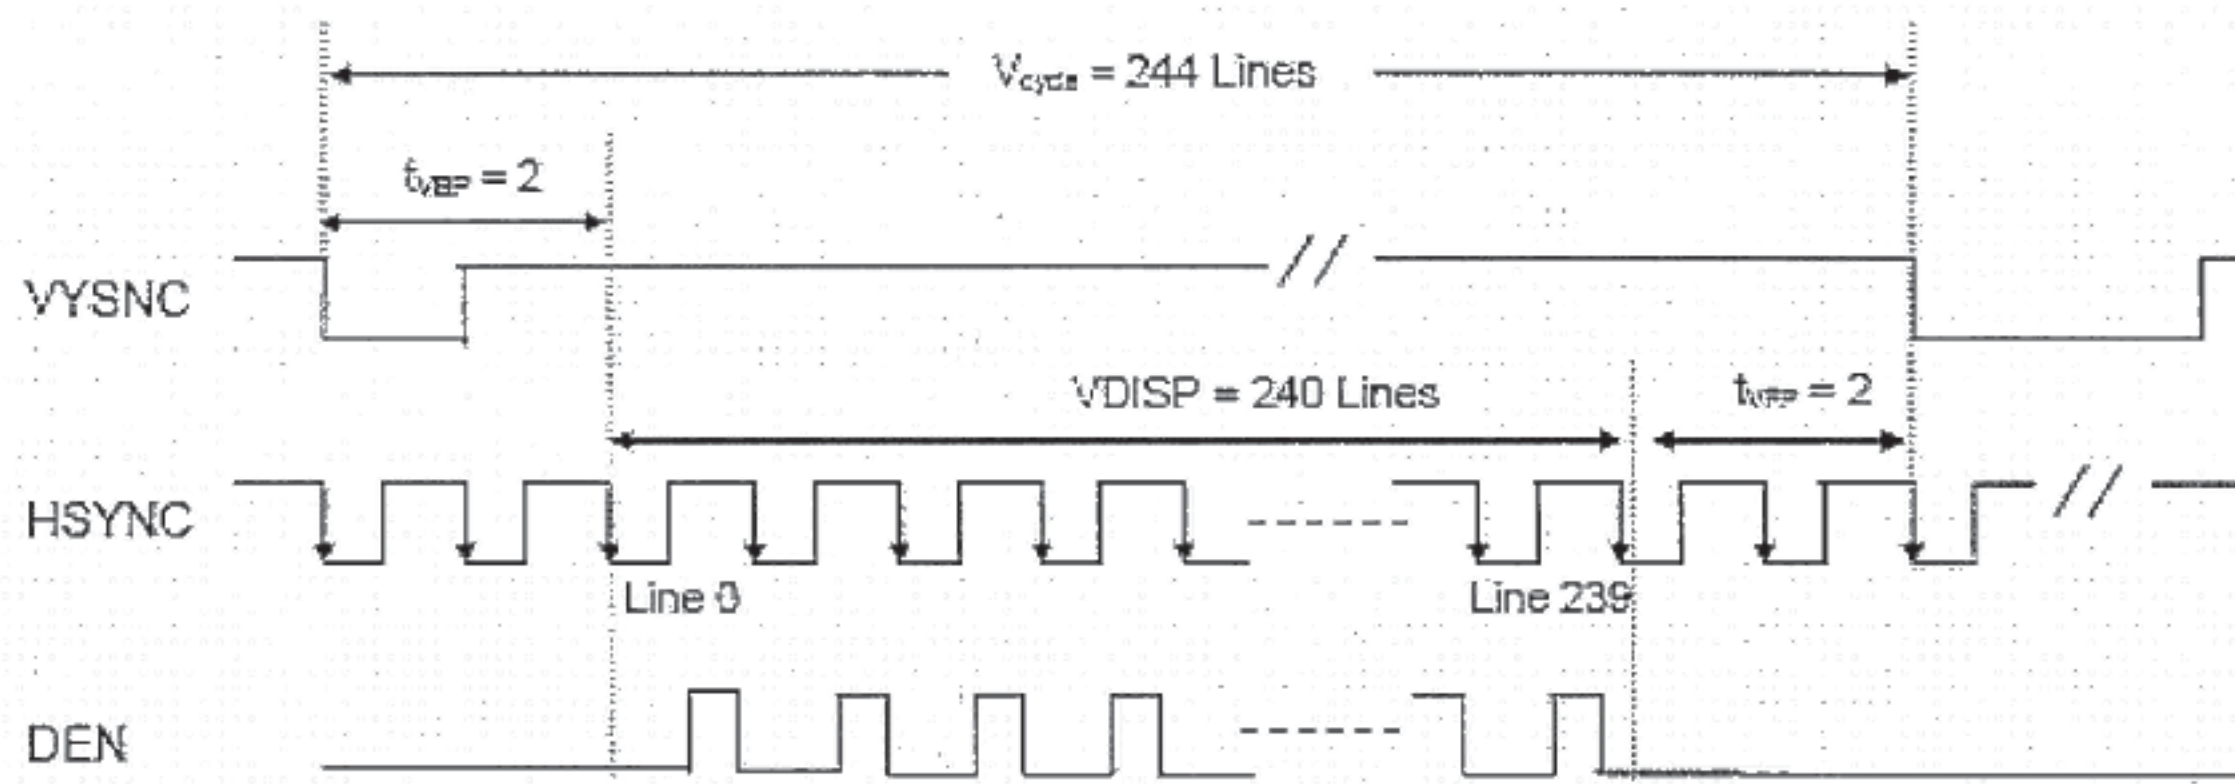 Vcycle = 244 Lines
tVBP = 2
VYSNC
VDISP = 240 Lines
tVFP = 2
HSYNC
Line 0
Line 239
DEN